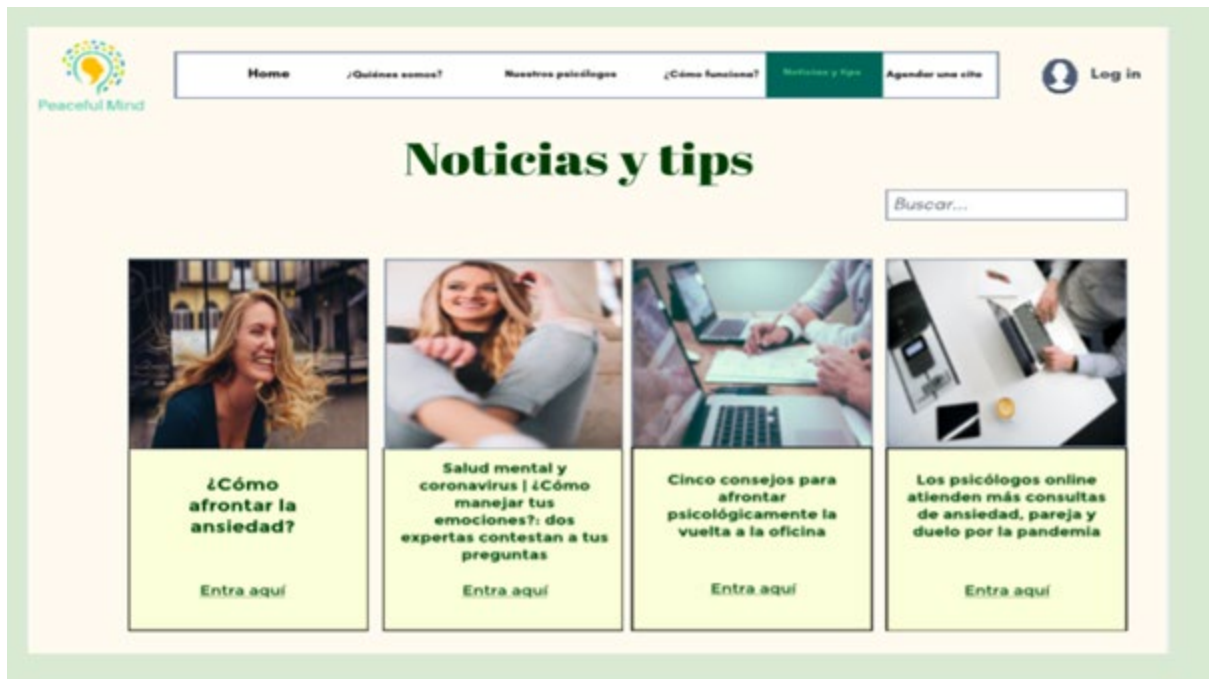 Peaceful Mind
Home
¿Quiénes somos?
Nuestros psicólogos
¿Cómo funciona?
Noticias y tips
Agendar una cita
Log in
Noticias y tips
Buscar...
¿Cómo
afrontar la
ansiedad?
Entra aquí
Salud mental y
coronavirus | ¿Cómo
manejar tus
emociones?: dos
expertas contestan a tus
preguntas
Entra aquí
Cinco consejos para
afrontar
psicológicamente la
vuelta a la oficina
Entra aquí
Los psicólogos online
atienden más consultas
de ansiedad, pareja y
duelo por la pandemia
Entra aquí